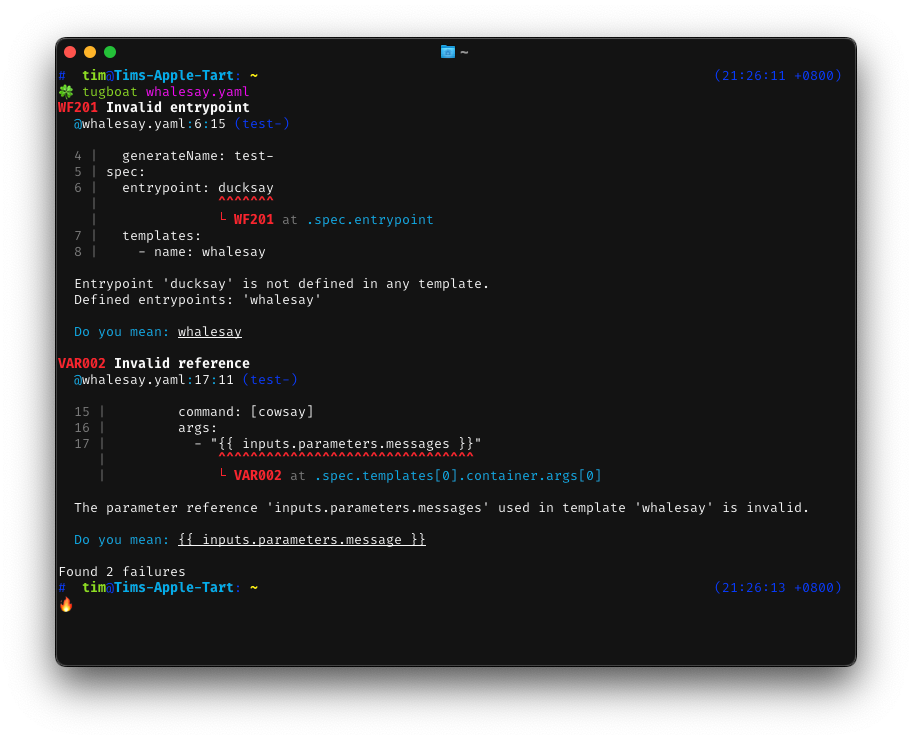 ~
# tim@Tims-Apple-Tart: ~ (21:26:11 +0800)
🍀 tugboat whalesay.yaml
WF201 Invalid entrypoint
@whalesay.yaml:6:15 (test-)
4 | generateName: test-
5 | spec:
6 | entrypoint: ducksay
| ^^^^^^^
| └ WF201 at .spec.entrypoint
7 | templates:
8 | - name: whalesay
Entrypoint 'ducksay' is not defined in any template.
Defined entrypoints: 'whalesay'
Do you mean: whalesay
VAR002 Invalid reference
@whalesay.yaml:17:11 (test-)
15 | command: [cowsay]
16 | args:
17 | - "{{ inputs.parameters.messages }}"
| ^^^^^^^^^^^^^^^^^^^^^^^^^^^^^^^^
| └ VAR002 at .spec.templates[0].container.args[0]
The parameter reference 'inputs.parameters.messages' used in template 'whalesay' is invalid.
Do you mean: {{ inputs.parameters.message }}
Found 2 failures
# tim@Tims-Apple-Tart: ~ (21:26:13 +0800)
🔥